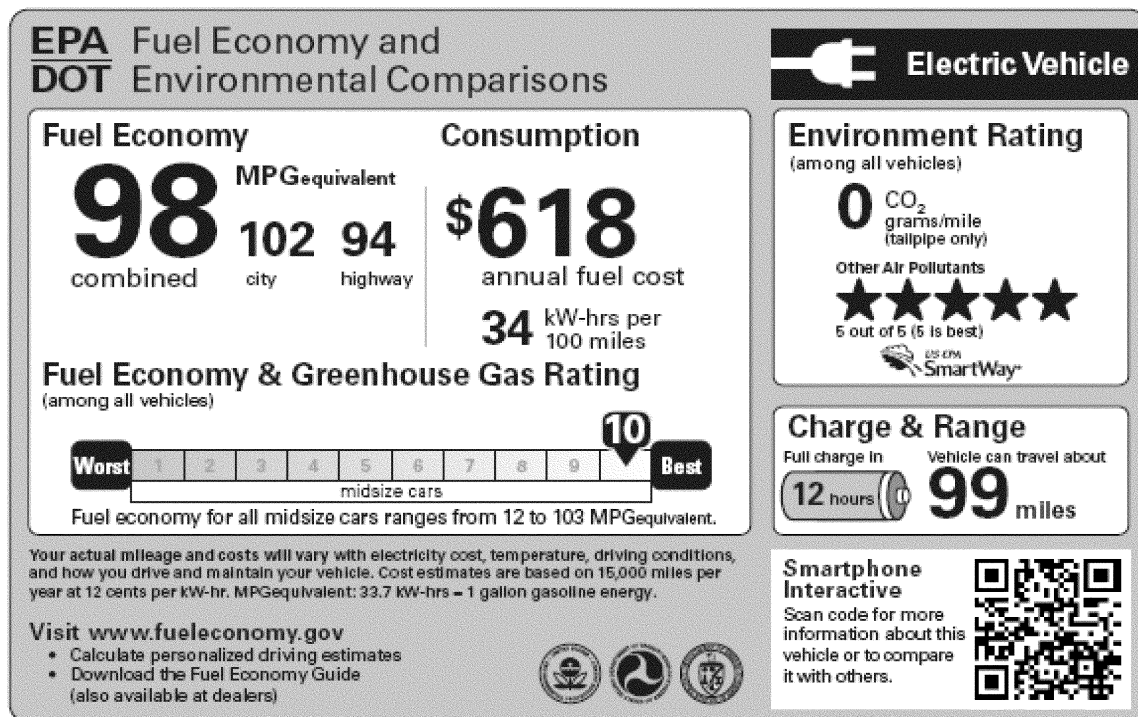 EPA
DOT
Fuel Economy and
Environmental Comparisons
Electric Vehicle
Fuel Economy
98
combined
MPGequivalent
102
city
94
highway
Consumption
$618
annual fuel cost
34
kW-hrs per
100 miles
Fuel Economy & Greenhouse Gas Rating
(among all vehicles)
10
Worst 1 2 3 4 5 6 7 8 9 Best
midsize cars
Fuel economy for all midsize cars ranges from 12 to 103 MPGequivalent.
Environment Rating
(among all vehicles)
0
CO2
grams/mile
(tailpipe only)
Other Air Pollutants
5 out of 5 (5 is best)
US EPA
SmartWay
Charge & Range
Full charge in
12 hours
Vehicle can travel about
99 miles
Your actual mileage and costs will vary with electricity cost, temperature, driving conditions,
and how you drive and maintain your vehicle. Cost estimates are based on 15,000 miles per
year at 12 cents per kW-hr. MPGequivalent: 33.7 kW-hrs = 1 gallon gasoline energy.
Visit www.fueleconomy.gov
• Calculate personalized driving estimates
• Download the Fuel Economy Guide
(also available at dealers)
Smartphone
Interactive
Scan code for more
information about this
vehicle or to compare
it with others.